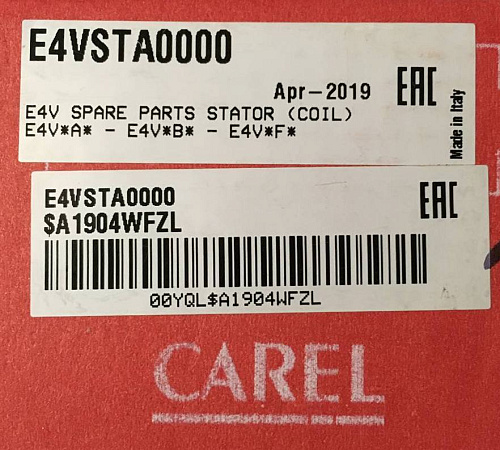 E4VSTA0000
Apr-2019
EAC
E4V SPARE PARTS STATOR (COIL)
E4V*A* - E4V*B* - E4V*F*
Made in Italy
E4VSTA0000
EAC
$A1904WFZL
00YQL$A1904WFZL
CAREL